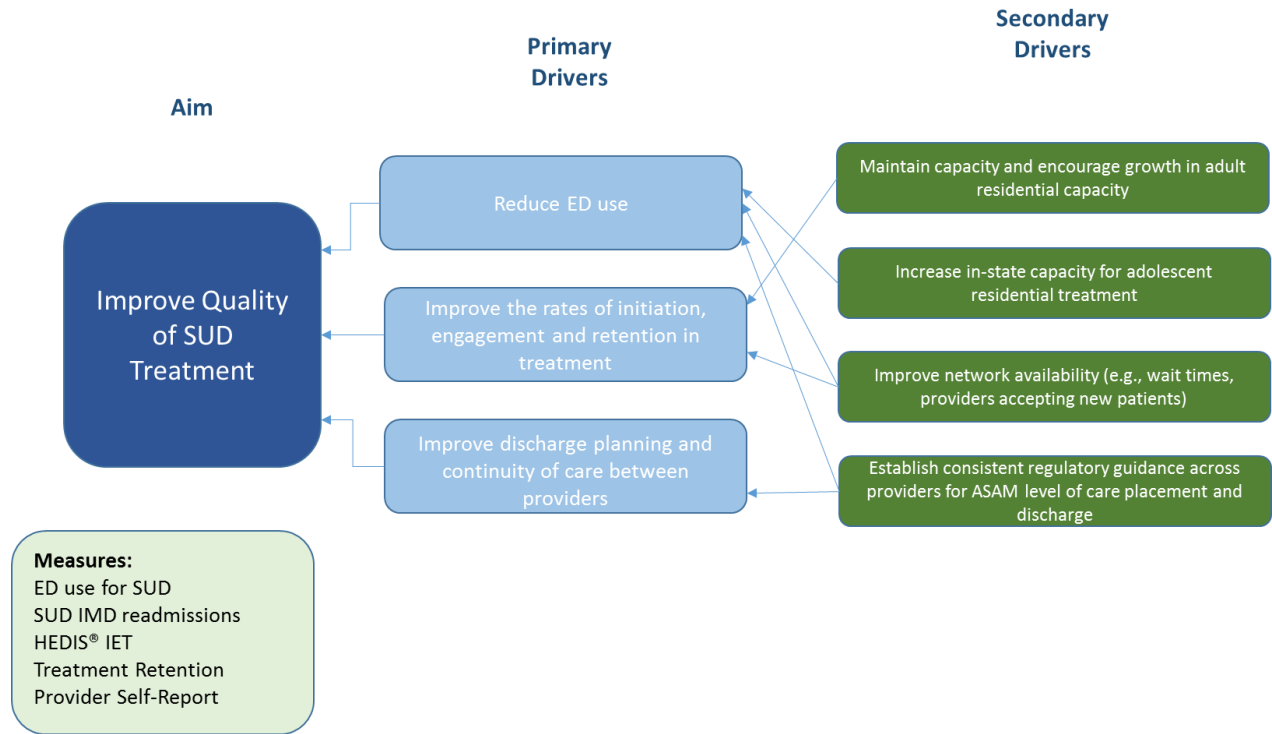 Aim
Primary
Drivers
Secondary
Drivers
Improve Quality
of SUD
Treatment
Reduce ED use
Improve the rates of initiation,
engagement and retention in
treatment
Improve discharge planning and
continuity of care between
providers
Maintain capacity and encourage growth in adult
residential capacity
Increase in-state capacity for adolescent
residential treatment
Improve network availability (e.g., wait times,
providers accepting new patients)
Establish consistent regulatory guidance across
providers for ASAM level of care placement and
discharge
Measures:
ED use for SUD
SUD IMD readmissions
HEDIS® IET
Treatment Retention
Provider Self-Report